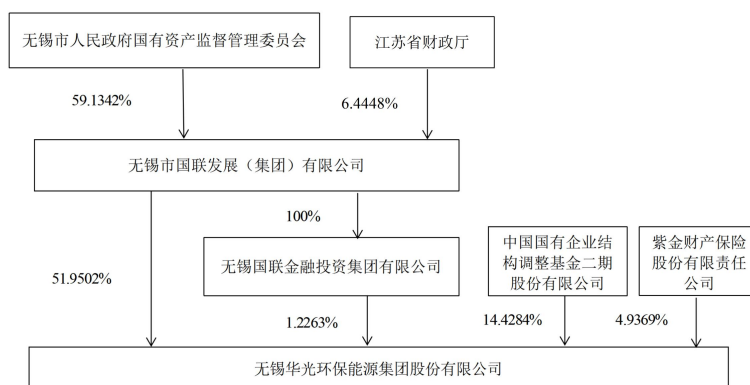 无锡市人民政府国有资产监督管理委员会
江苏省财政厅
59.1342%
6.4448%
无锡市国联发展（集团）有限公司
100%
51.9502%
无锡国联金融投资集团有限公司
中国国有企业结
构调整基金二期
股份有限公司
紫金财产保险
股份有限责任
公司
1.2263%
14.4284%
4.9369%
无锡华光环保能源集团股份有限公司